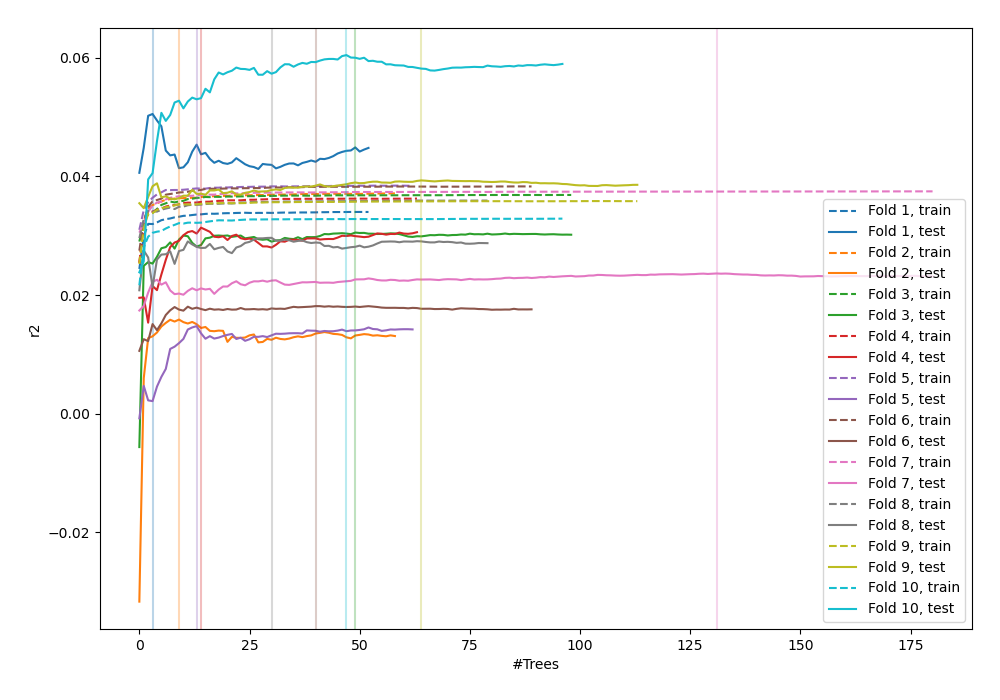 0.06
0.04
0.02
0.00
−0.02
r2
0
25
50
75
100
125
150
175
#Trees
Fold 1, train
Fold 1, test
Fold 2, train
Fold 2, test
Fold 3, train
Fold 3, test
Fold 4, train
Fold 4, test
Fold 5, train
Fold 5, test
Fold 6, train
Fold 6, test
Fold 7, train
Fold 7, test
Fold 8, train
Fold 8, test
Fold 9, train
Fold 9, test
Fold 10, train
Fold 10, test